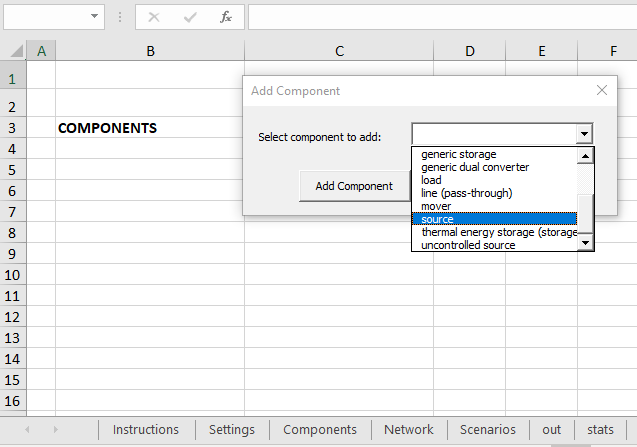 fx
A B C D E F
1
Add Component
2
3 COMPONENTS
Select component to add:
4
generic storage
5
generic dual converter
load
6
line (pass-through)
Add Component
7
mover
source
8
thermal energy storage (storage
9
uncontrolled source
10
11
12
13
14
15
16
Instructions Settings Components Network Scenarios out stats